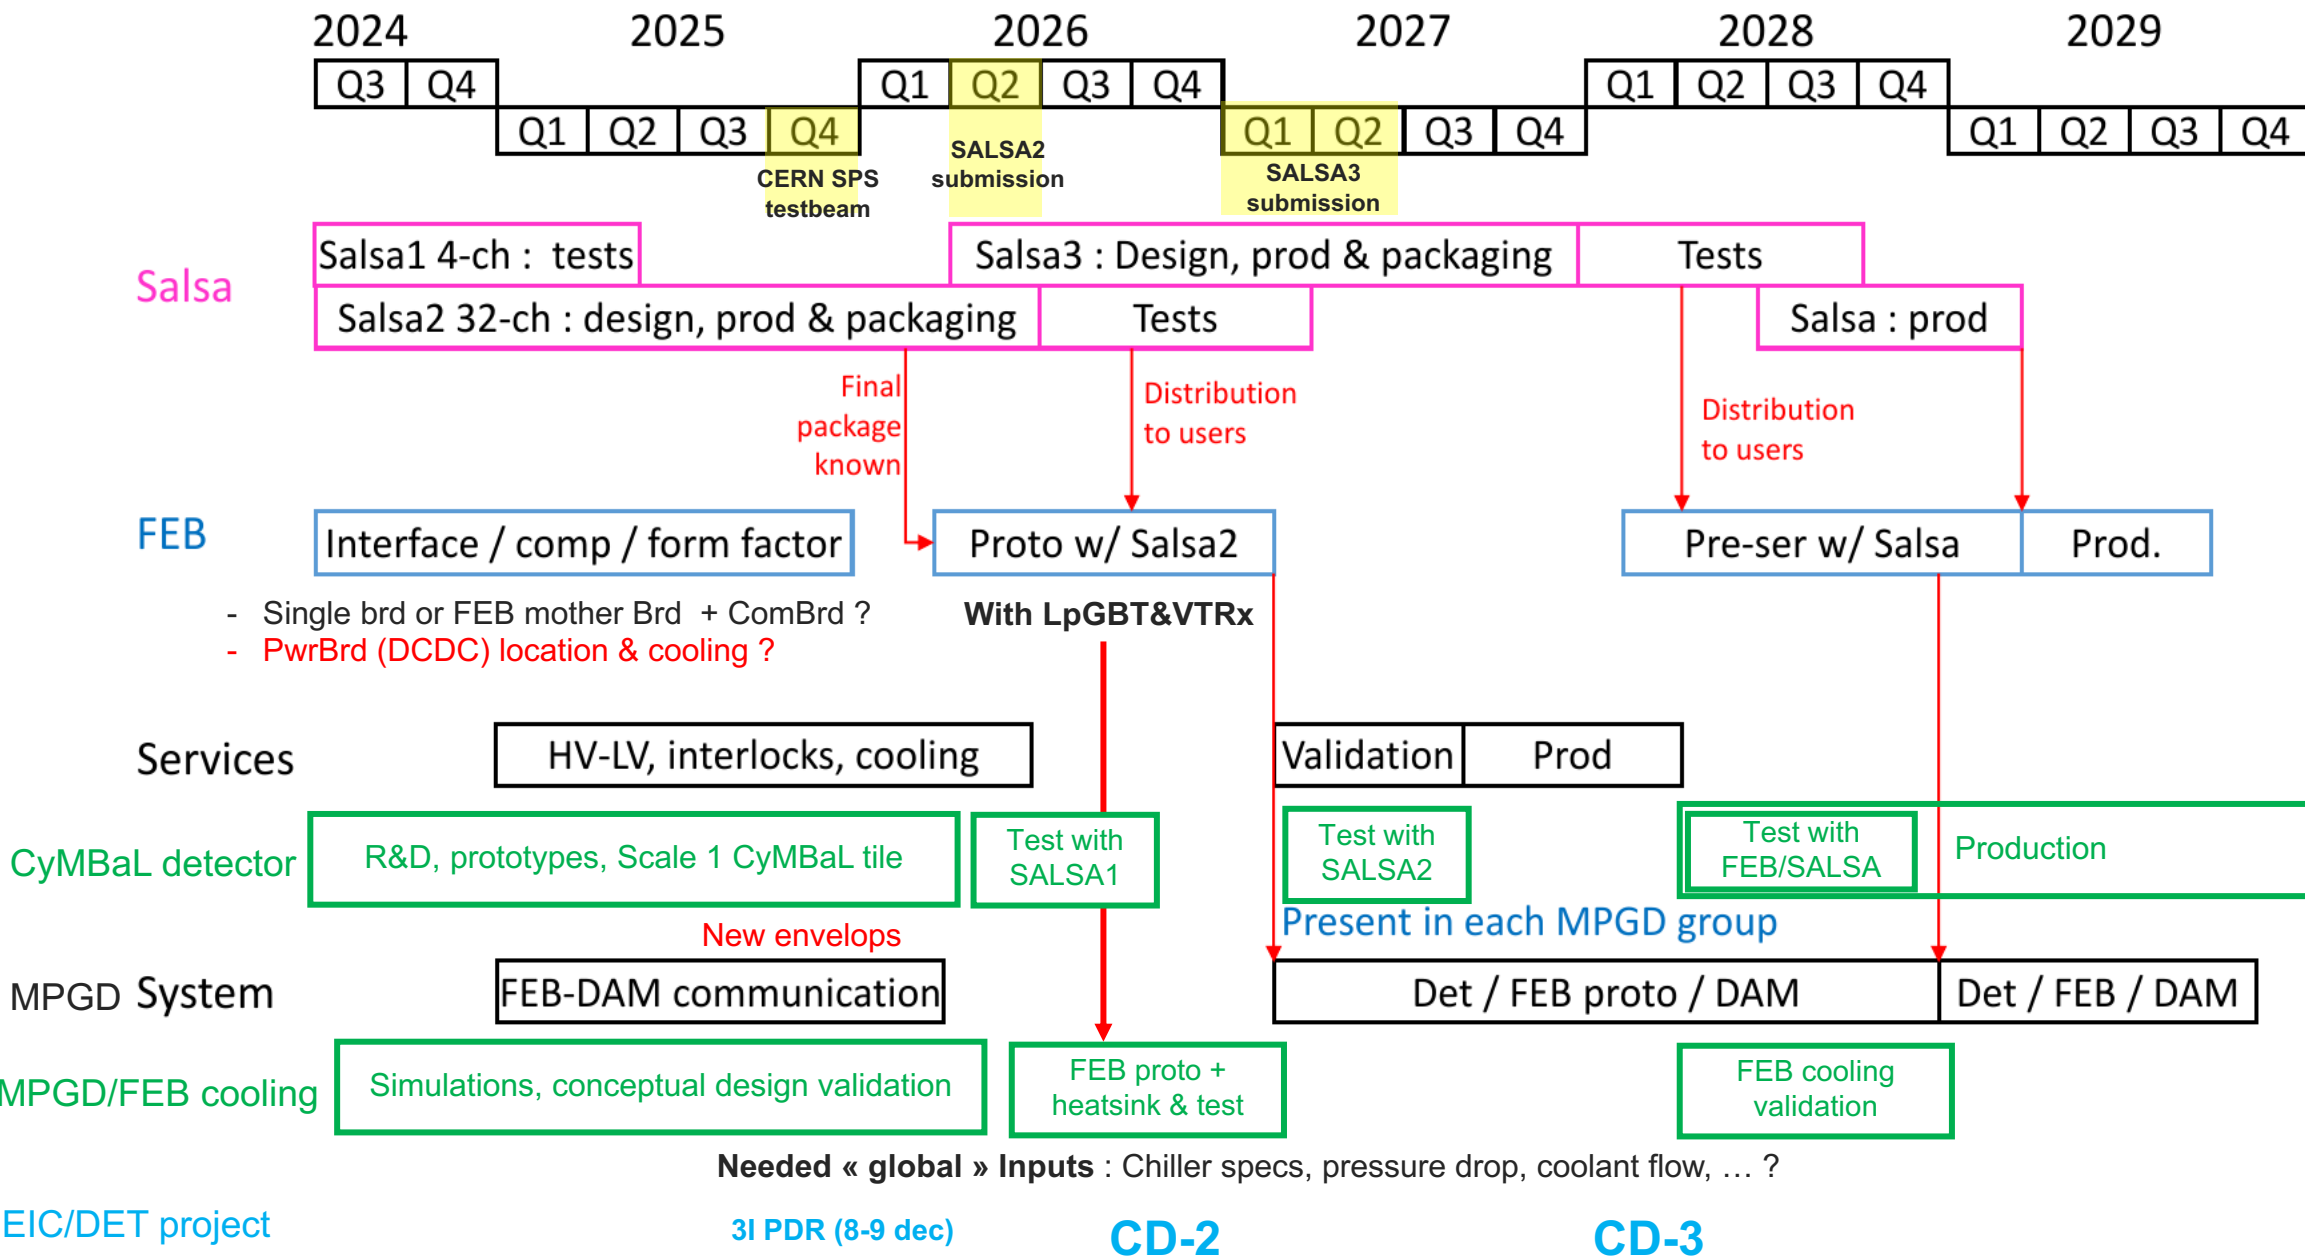 2024 2025 2026 2027 2028 2029
Q3 Q4 Q1 Q2 Q3 Q4 Q1 Q2 Q3 Q4
Q1 Q2 Q3 Q4 Q1 Q2 Q3 Q4 Q1 Q2 Q3 Q4
CERN SPS
testbeam
SALSA2
submission
SALSA3
submission
Salsa
Salsa1 4-ch : tests
Salsa3 : Design, prod & packaging
Tests
Salsa2 32-ch : design, prod & packaging
Tests
Salsa : prod
Final
package
known
Distribution
to users
Distribution
to users
FEB
Interface / comp / form factor
Proto w/ Salsa2
Pre-ser w/ Salsa
Prod.
- Single brd or FEB mother Brd + ComBrd ?
- PwrBrd (DCDC) location & cooling ?
With LpGBT&VTRx
Services
HV-LV, interlocks, cooling
Validation
Prod
CyMBaL detector
R&D, prototypes, Scale 1 CyMBaL tile
Test with
SALSA1
Test with
SALSA2
Test with
FEB/SALSA
Production
New envelops
Present in each MPGD group
MPGD System
FEB-DAM communication
Det / FEB proto / DAM
Det / FEB / DAM
MPGD/FEB cooling
Simulations, conceptual design validation
FEB proto +
heatsink & test
FEB cooling
validation
Needed « global » Inputs : Chiller specs, pressure drop, coolant flow, … ?
EIC/DET project
3I PDR (8-9 dec)
CD-2
CD-3